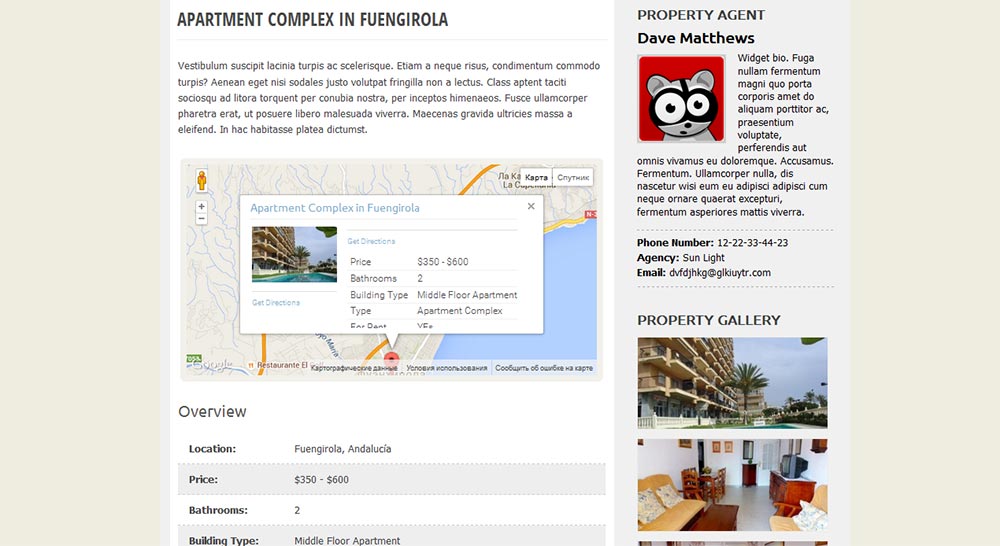 APARTMENT COMPLEX IN FUENGIROLA
Vestibulum suscipit lacinia turpis ac scelerisque. Etiam a neque risus, condimentum commodo
turpis? Aenean eget nisi sodales justo volutpat fringilla non a lectus. Class aptent taciti
sociosqu ad litora torquent per conubia nostra, per inceptos himenaeos. Fusce ullamcorper
pharetra erat, ut posuere libero malesuada viverra. Maecenas gravida ultricies massa a
eleifend. In hac habitasse platea dictumst.
Карта Спутник
+
−
N-3
Apartment Complex in Fuengirola ×
Get Directions
Price $350 - $600
Bathrooms 2
Building Type Middle Floor Apartment
Type Apartment Complex
For Rent YEs
Get Directions
Google
Restaurante El
Картографические данные Условия использования Сообщить об ошибке на карте
Overview
Location: Fuengirola, Andalucía
Price: $350 - $600
Bathrooms: 2
Building Type: Middle Floor Apartment
PROPERTY AGENT
Dave Matthews
Widget bio. Fuga
nullam fermentum
magni quo porta
corporis amet do
aliquam porttitor ac,
praesentium
voluptate,
perferendis aut
omnis vivamus eu doloremque. Accusamus.
Fermentum. Ullamcorper nulla, dis
nascetur wisi eum eu adipisci adipisci cum
neque ornare quaerat excepturi,
fermentum asperiores mattis viverra.
Phone Number: 12-22-33-44-23
Agency: Sun Light
Email: dvfdjhkg@glkiuytr.com
PROPERTY GALLERY